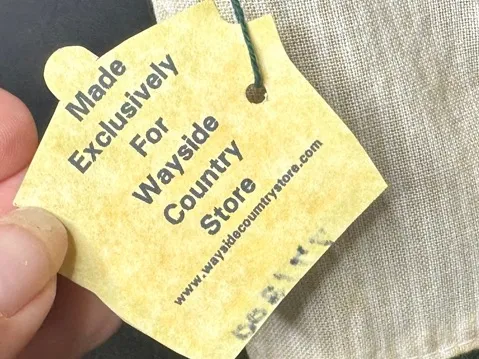 Made
Exclusively
For
Wayside
Country
Store
www.waysidecountrystore.com